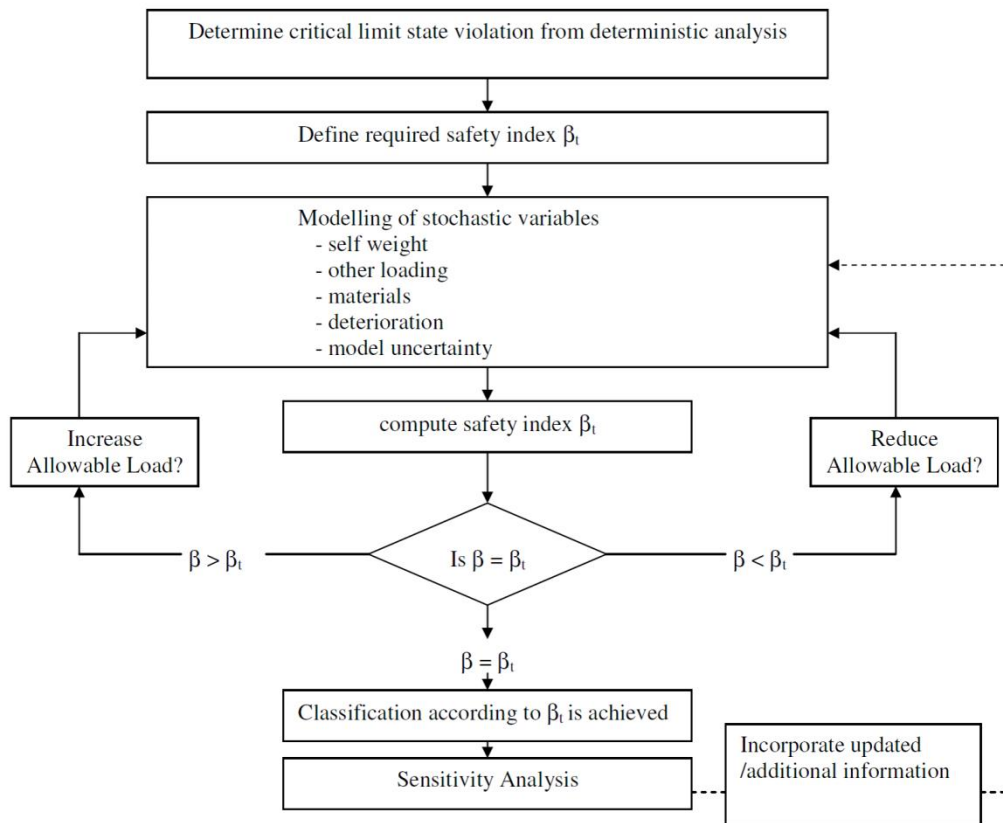 Determine critical limit state violation from deterministic analysis
Define required safety index βt
Modelling of stochastic variables
- self weight
- other loading
- materials
- deterioration
- model uncertainty
compute safety index βt
Increase
Allowable Load?
Reduce
Allowable Load?
β > βt
Is β = βt
β < βt
β = βt
Classification according to βt is achieved
Sensitivity Analysis
Incorporate updated
/additional information